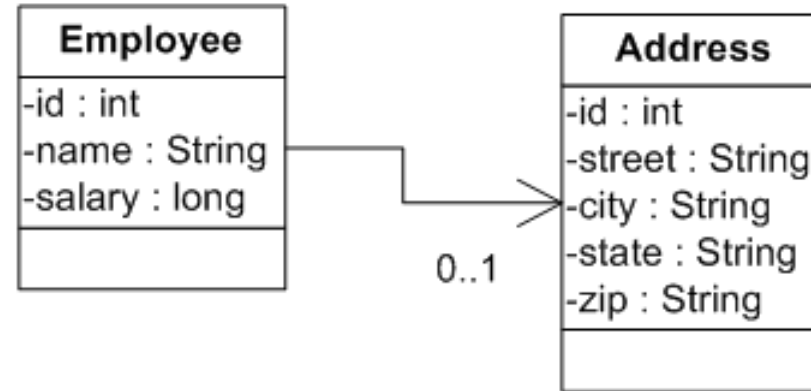 Employee
-id : int
-name : String
-salary : long
0..1
Address
-id : int
-street : String
-city : String
-state : String
-zip : String